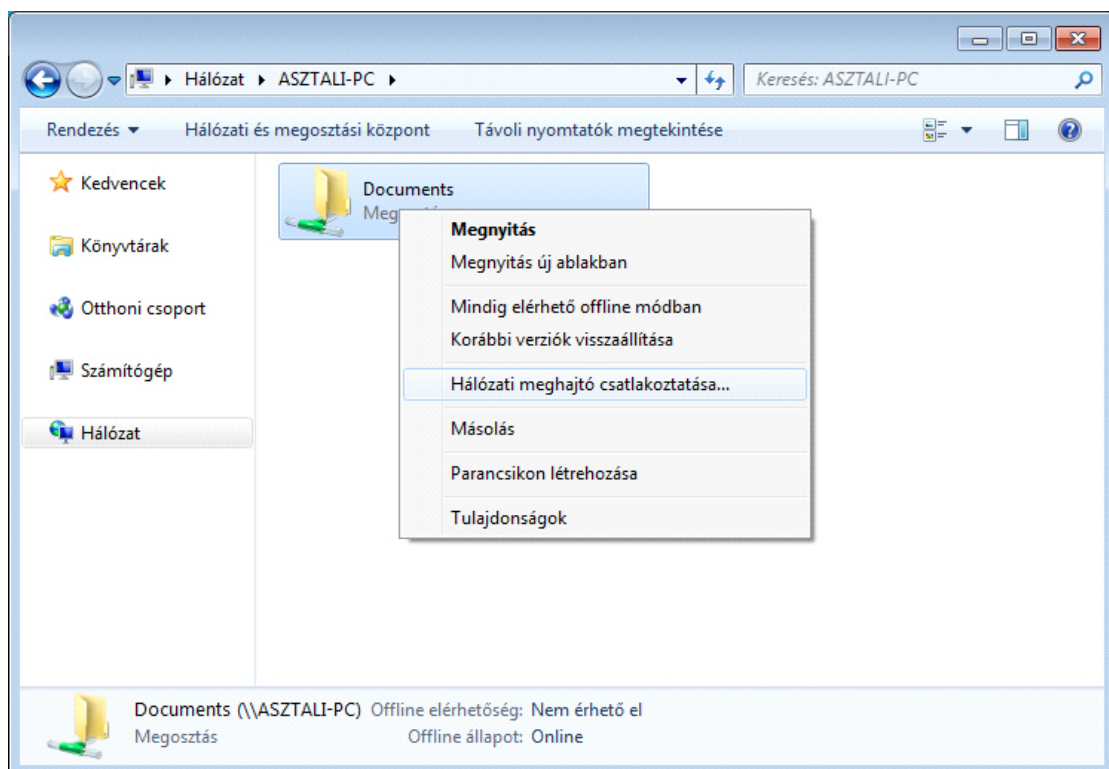 Hálózat ASZTALI-PC
Keresés: ASZTALI-PC
Rendezés Hálózati és megosztási központ Távoli nyomtatók megtekintése
Kedvencek
Könyvtárak
Otthoni csoport
Számítógép
Hálózat
Documents
Megnyitás
Megnyitás új ablakban
Mindig elérhető offline módban
Korábbi verziók visszaállítása
Hálózati meghajtó csatlakoztatása...
Másolás
Parancsikon létrehozása
Tulajdonságok
Documents (\\ASZTALI-PC) Offline elérhetőség: Nem érhető el
Megosztás Offline állapot: Online